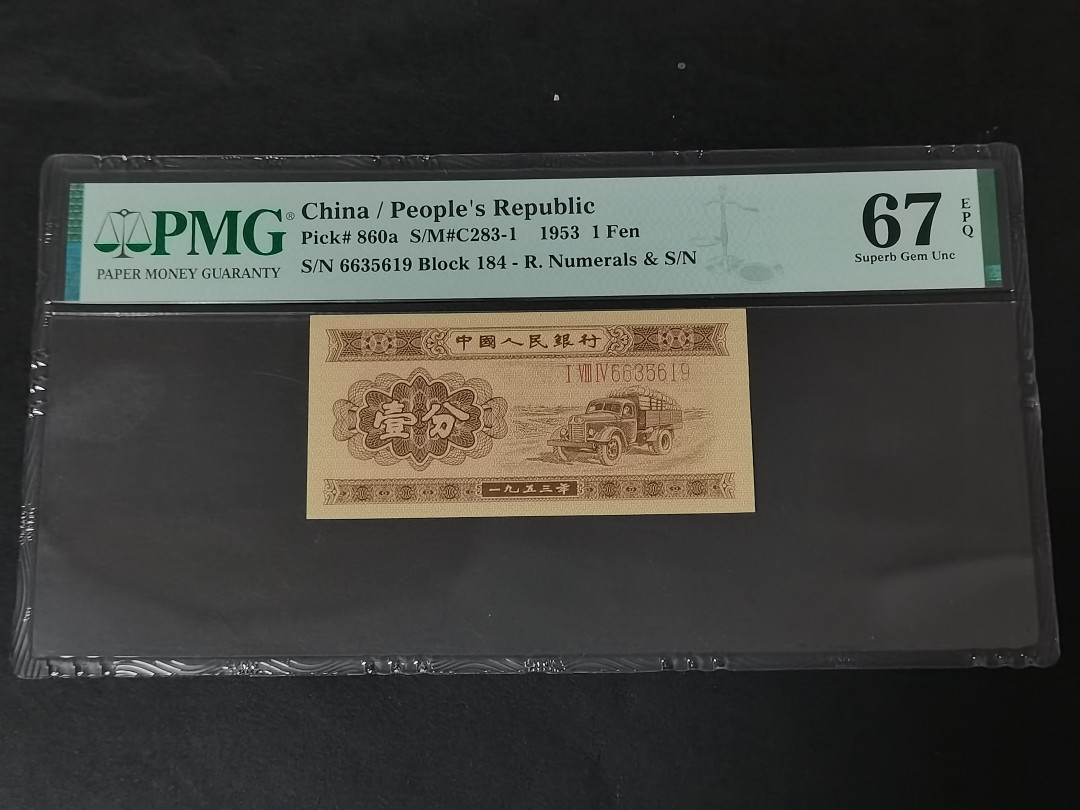 PMG®
PAPER MONEY GUARANTY
China / People's Republic
Pick# 860a S/M#C283-1 1953 1 Fen
S/N 6635619 Block 184 - R. Numerals & S/N
67
EPQ
Superb Gem Unc
中國人民銀行
I VIII IV 6635619
壹分
一九五三年